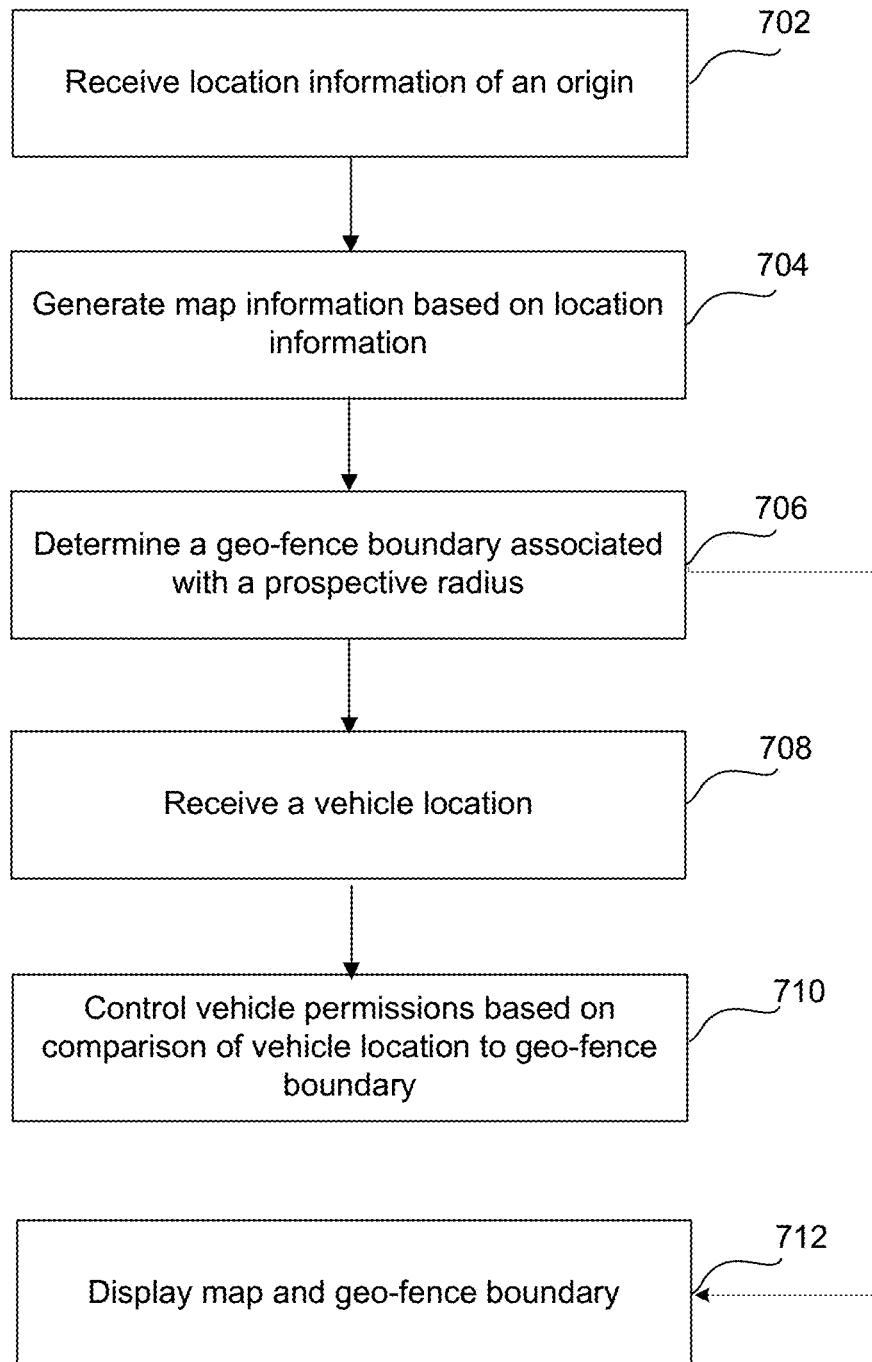 702
Receive location information of an origin
704
Generate map information based on location
information
706
Determine a geo-fence boundary associated
with a prospective radius
708
Receive a vehicle location
710
Control vehicle permissions based on
comparison of vehicle location to geo-fence
boundary
712
Display map and geo-fence boundary